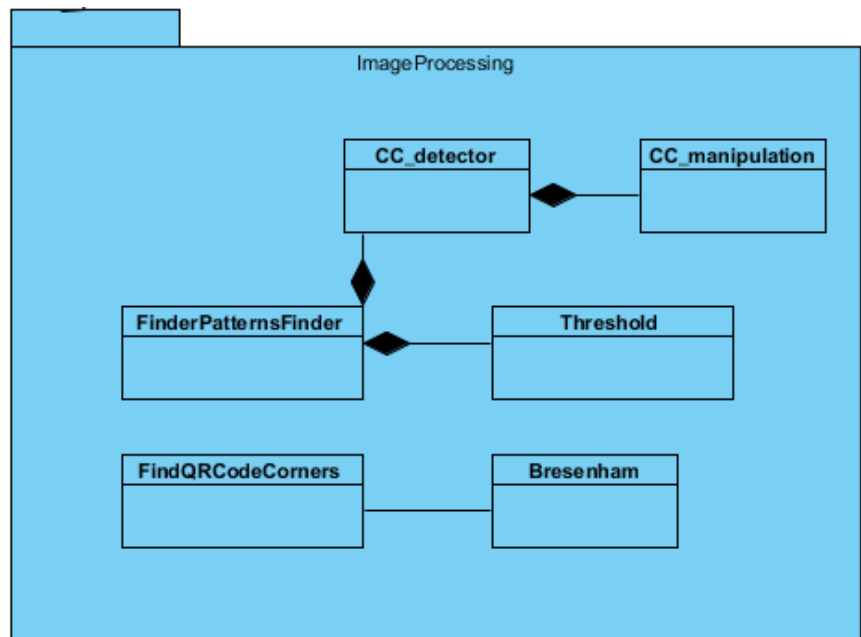 ImageProcessing
CC_detector
CC_manipulation
FinderPatternsFinder
Threshold
FindQRCodeCorners
Bresenham